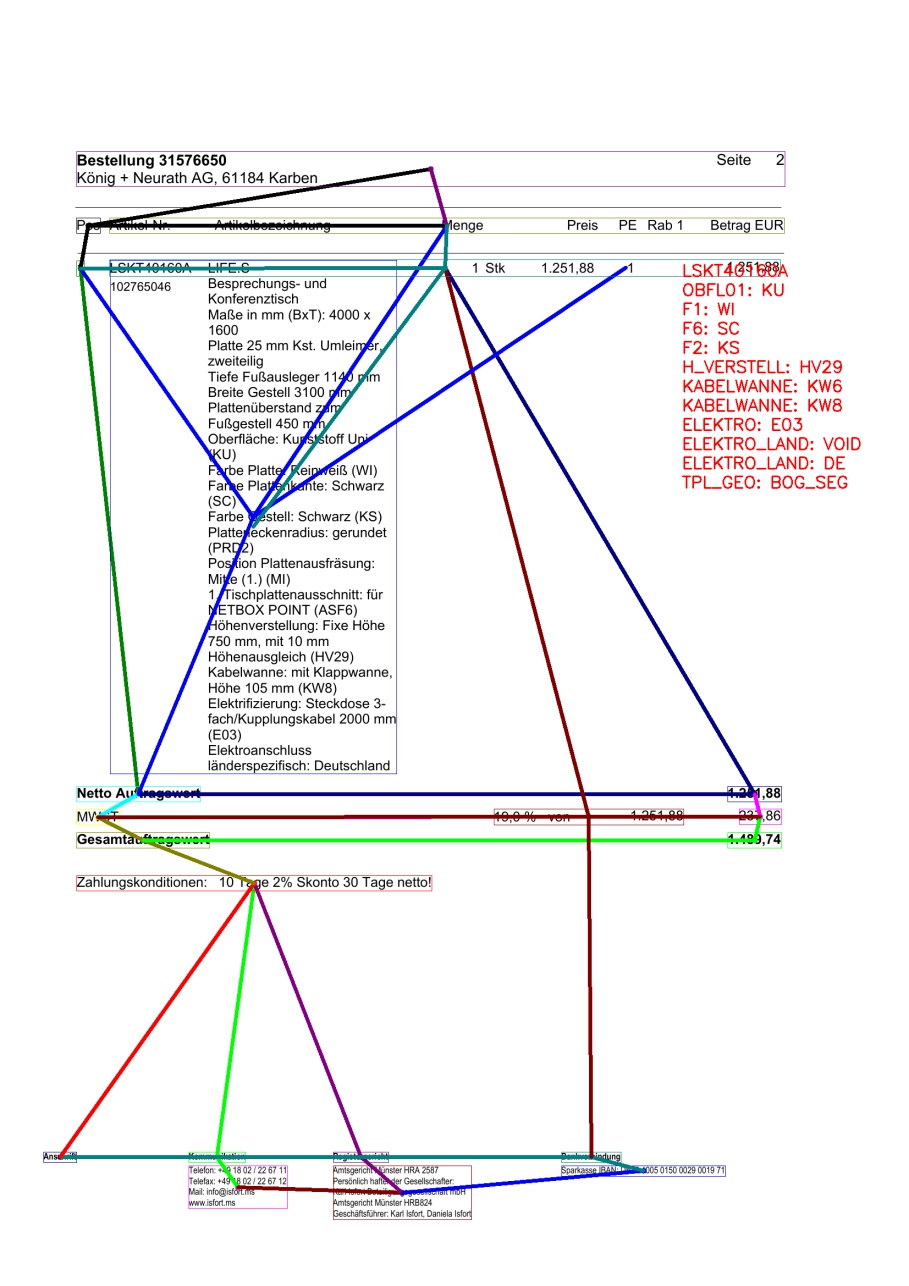 Bestellung 31576650 Seite 2
König + Neurath AG, 61184 Karben
Pos Artikel-Nr. Artikelbezeichnung Menge Preis PE Rab 1 Betrag EUR
LSKT40160A LIFE.S 1 Stk 1.251,88 1 1.251,88
102765046 Besprechungs- und
Konferenztisch
Maße in mm (BxT): 4000 x
1600
Platte 25 mm Kst. Umleimer,
zweiteilig
Tiefe Fußausleger 1140 mm
Breite Gestell 3100 mm
Plattenüberstand zum
Fußgestell 450 mm
Oberfläche: Kunststoff Uni
(KU)
Farbe Platte: Reinweiß (WI)
Farbe Plattenkante: Schwarz
(SC)
Farbe Gestell: Schwarz (KS)
Platteneckenradius: gerundet
(PRD2)
Position Plattenausfräsung:
Mitte (1.) (MI)
1. Tischplattenausschnitt: für
NETBOX POINT (ASF6)
Höhenverstellung: Fixe Höhe
750 mm, mit 10 mm
Höhenausgleich (HV29)
Kabelwanne: mit Klappwanne,
Höhe 105 mm (KW8)
Elektrifizierung: Steckdose 3-
fach/Kupplungskabel 2000 mm
(E03)
Elektroanschluss
länderspezifisch: Deutschland
LSKT40160A
OBFL01: KU
F1: WI
F6: SC
F2: KS
H_VERSTELL: HV29
KABELWANNE: KW6
KABELWANNE: KW8
ELEKTRO: E03
ELEKTRO_LAND: VOID
ELEKTRO_LAND: DE
TPL_GEO: BOG_SEG
Netto Auftragswert 1.251,88
MWST 19,0 % von 1.251,88 237,86
Gesamtauftragswert 1.489,74
Zahlungskonditionen: 10 Tage 2% Skonto 30 Tage netto!
Anschrift Kommunikation Registergericht Bankverbindung
Telefon: +49 18 02 / 22 67 11 Amtsgericht Münster HRA 2587 Sparkasse IBAN: 0005 0150 0029 0019 71
Telefax: +49 18 02 / 22 67 12 Persönlich haftender Gesellschafter:
Mail: info@isfort.ms Karl Isfort Beteiligungsgesellschaft mbH
www.isfort.ms Amtsgericht Münster HRB824
Geschäftsführer: Karl Isfort, Daniela Isfort